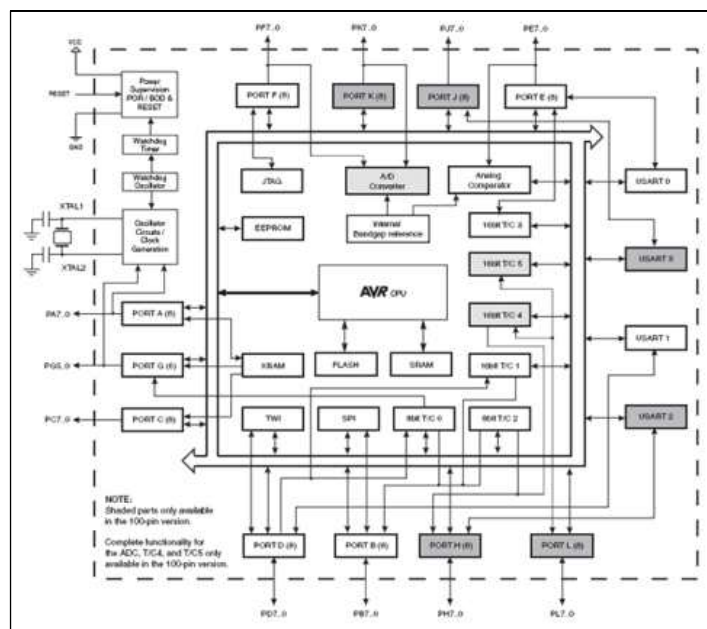 PF7..0
PK7..0
PJ7..0
PE7..0
VCC
RESET
GND
Power
Supervision
POR / BOD &
RESET
PORT F (8)
PORT K (8)
PORT J (8)
PORT E (8)
Watchdog
Timer
Watchdog
Oscillator
JTAG
A/D
Converter
Analog
Comparator
USART 0
XTAL1
XTAL2
Oscillator
Circuits /
Clock
Generation
EEPROM
Internal
Bandgap reference
16bit T/C 3
16bit T/C 5
AVR CPU
16bit T/C 4
PA7..0
PORT A (8)
USART 1
PG5..0
PORT G (6)
XRAM
FLASH
SRAM
16bit T/C 1
PC7..0
PORT C (8)
TWI
SPI
8bit T/C 0
8bit T/C 2
USART 2
NOTE:
Shaded parts only available
in the 100-pin version.
Complete functionality for
the ADC, T/C4, and T/C5 only
available in the 100-pin version.
PORT D (8)
PORT B (8)
PORT H (8)
PORT L (8)
PD7..0
PB7..0
PH7..0
PL7..0